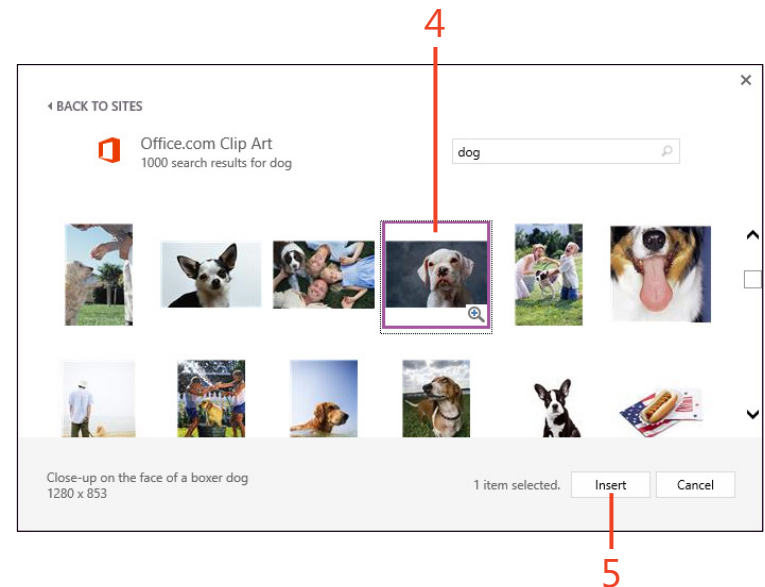 4
BACK TO SITES
Office.com Clip Art
1000 search results for dog
dog
Close-up on the face of a boxer dog
1280 x 853
1 item selected.
Insert
Cancel
5